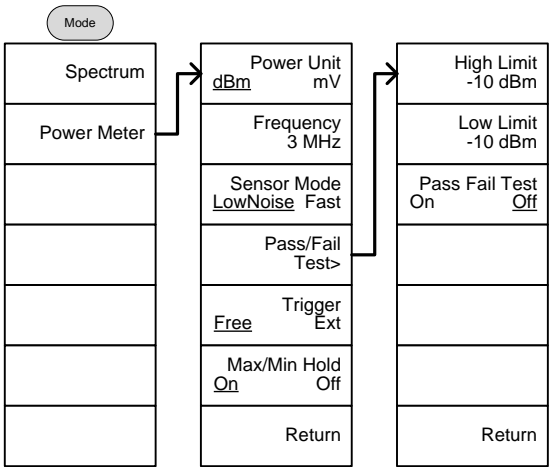 Mode
Spectrum
Power Meter
Power Unit
dBm mV
Frequency
3 MHz
Sensor Mode
LowNoise Fast
Pass/Fail
Test>
Trigger
Free Ext
Max/Min Hold
On Off
Return
High Limit
-10 dBm
Low Limit
-10 dBm
Pass Fail Test
On Off
Return